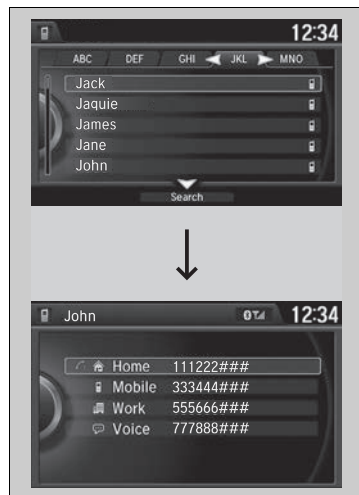 12:34
ABC DEF GHI JKL MNO
Jack
Jaquie
James
Jane
John
Search
John 12:34
Home 111222###
Mobile 333444###
Work 555666###
Voice 777888###